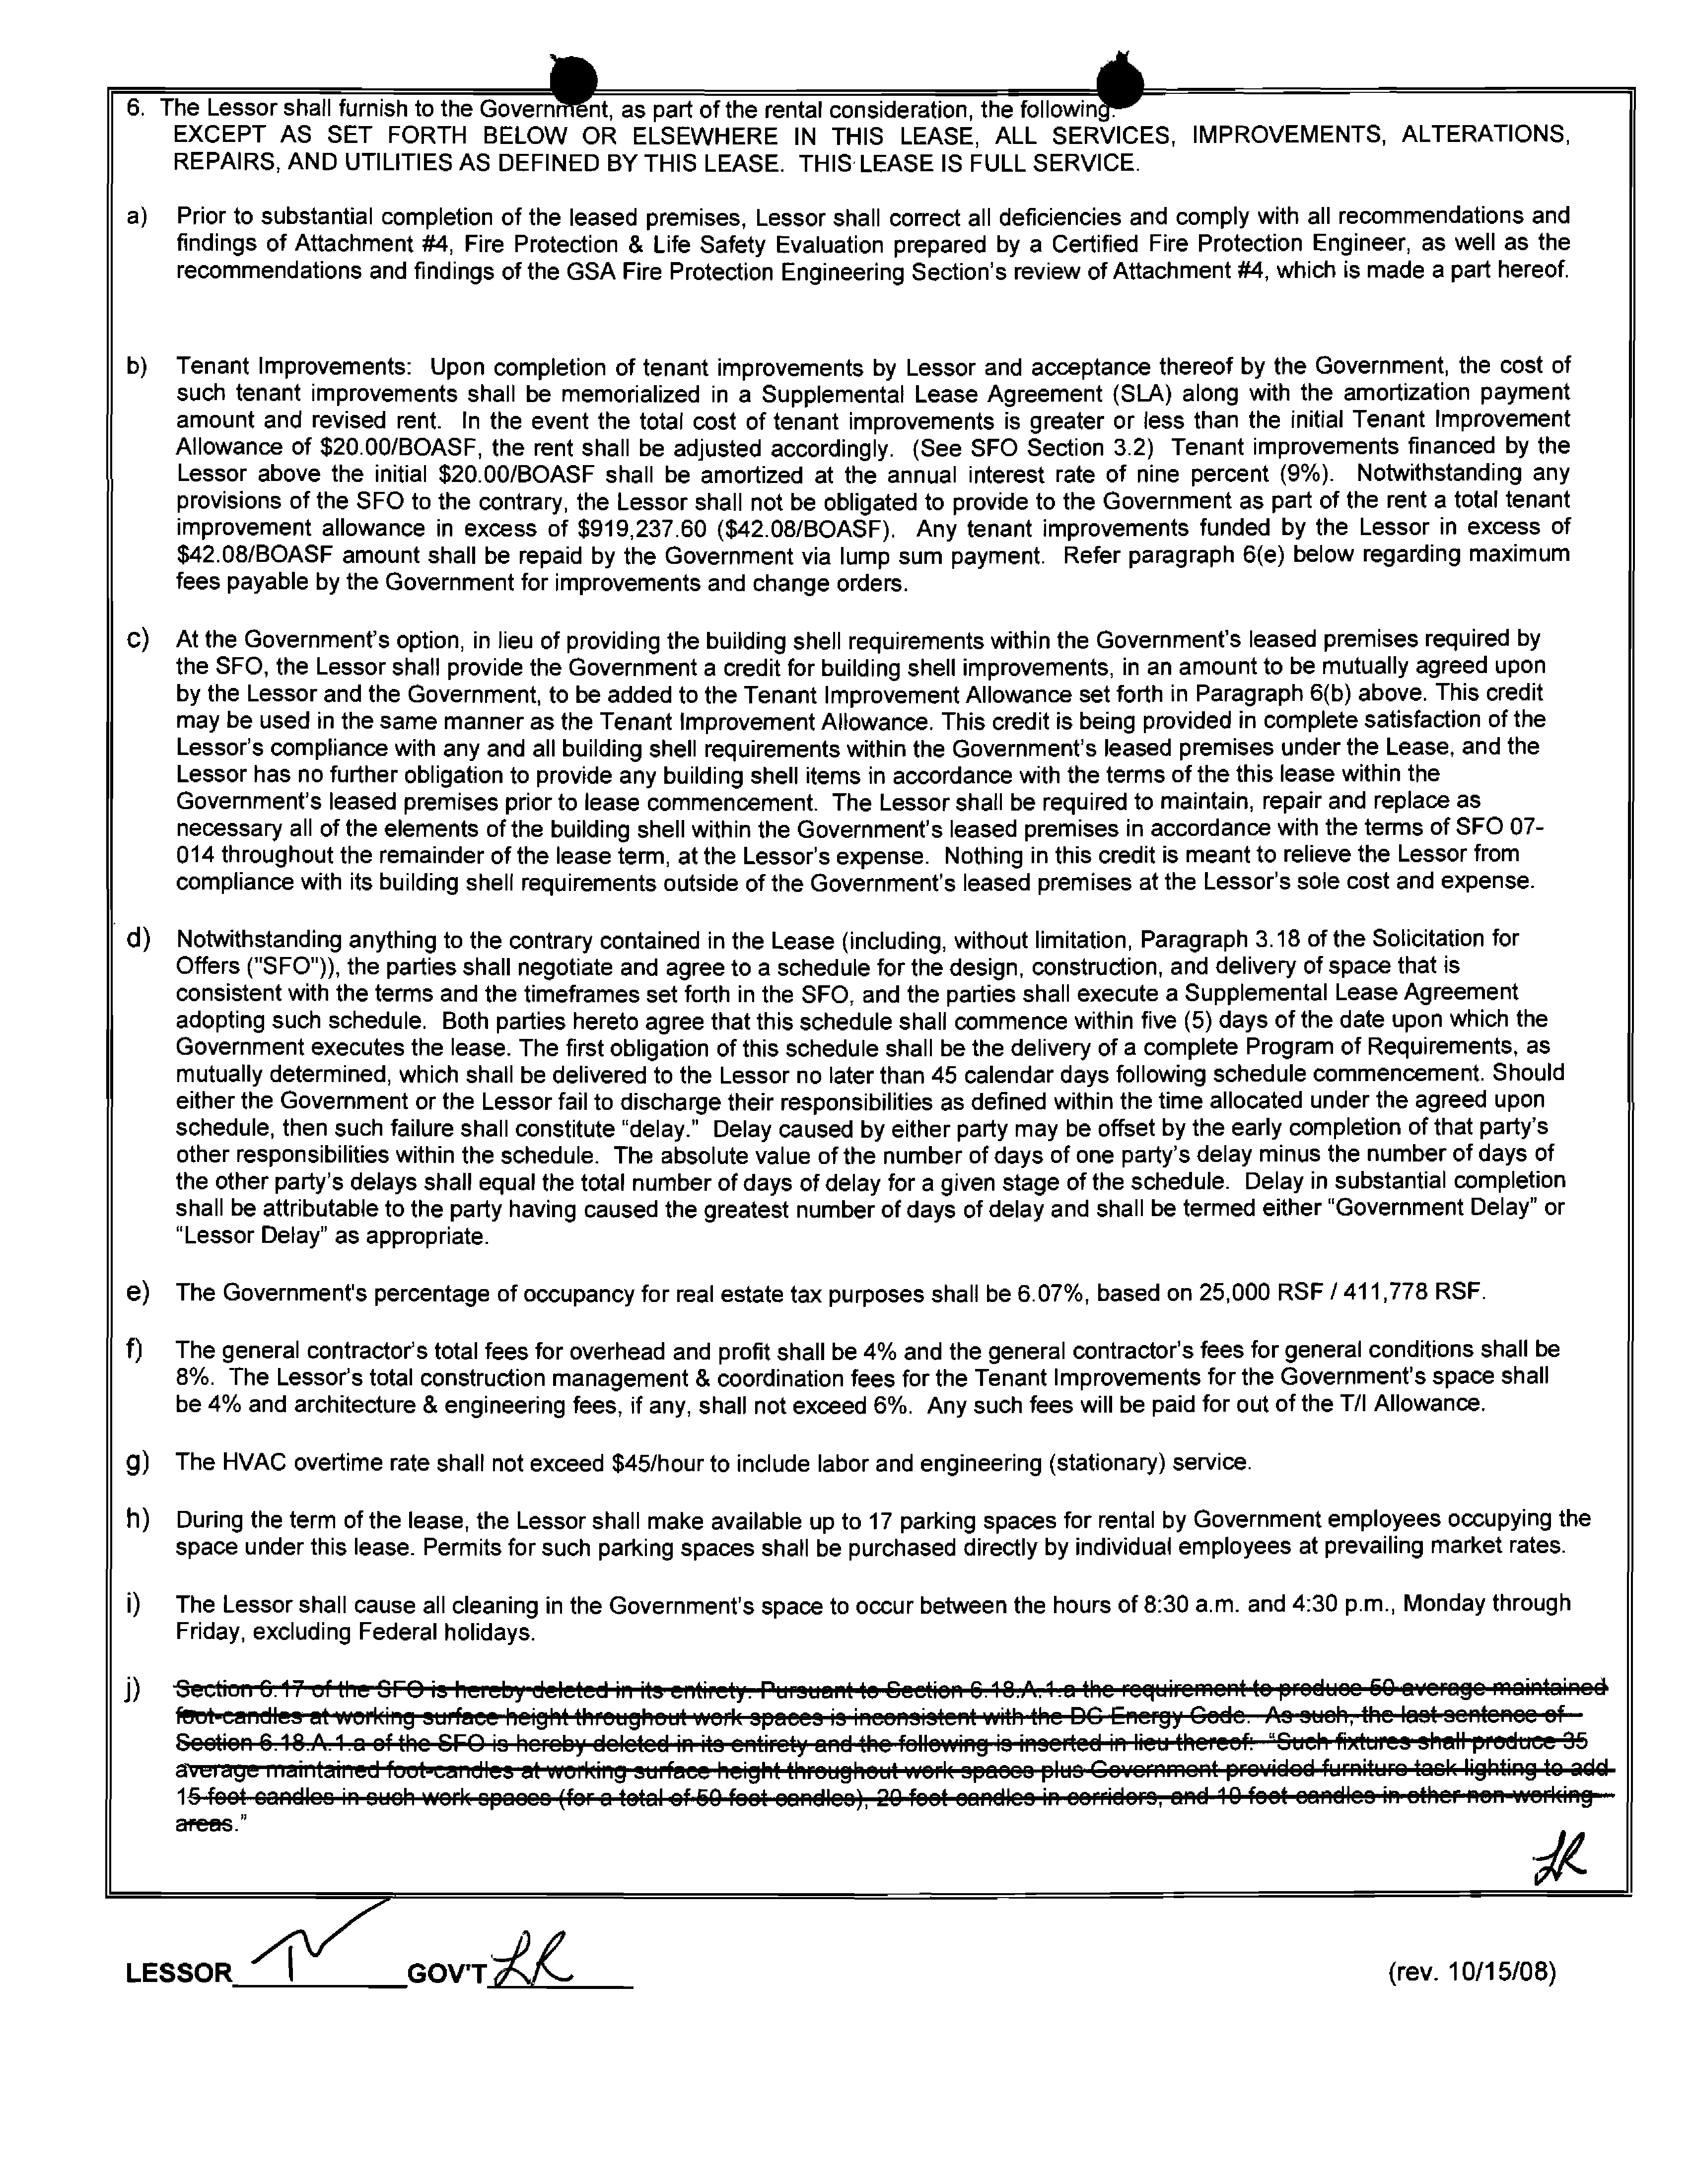 6. The Lessor shall furnish to the Government, as part of the rental consideration, the following:
EXCEPT AS SET FORTH BELOW OR ELSEWHERE IN THIS LEASE, ALL SERVICES, IMPROVEMENTS, ALTERATIONS,
REPAIRS, AND UTILITIES AS DEFINED BY THIS LEASE. THIS LEASE IS FULL SERVICE.
a) Prior to substantial completion of the leased premises, Lessor shall correct all deficiencies and comply with all recommendations and
findings of Attachment #4, Fire Protection & Life Safety Evaluation prepared by a Certified Fire Protection Engineer, as well as the
recommendations and findings of the GSA Fire Protection Engineering Section's review of Attachment #4, which is made a part hereof.
b) Tenant Improvements: Upon completion of tenant improvements by Lessor and acceptance thereof by the Government, the cost of
such tenant improvements shall be memorialized in a Supplemental Lease Agreement (SLA) along with the amortization payment
amount and revised rent. In the event the total cost of tenant improvements is greater or less than the initial Tenant Improvement
Allowance of $20.00/BOASF, the rent shall be adjusted accordingly. (See SFO Section 3.2) Tenant improvements financed by the
Lessor above the initial $20.00/BOASF shall be amortized at the annual interest rate of nine percent (9%). Notwithstanding any
provisions of the SFO to the contrary, the Lessor shall not be obligated to provide to the Government as part of the rent a total tenant
improvement allowance in excess of $919,237.60 ($42.08/BOASF). Any tenant improvements funded by the Lessor in excess of
$42.08/BOASF amount shall be repaid by the Government via lump sum payment. Refer paragraph 6(e) below regarding maximum
fees payable by the Government for improvements and change orders.
c) At the Government's option, in lieu of providing the building shell requirements within the Government's leased premises required by
the SFO, the Lessor shall provide the Government a credit for building shell improvements, in an amount to be mutually agreed upon
by the Lessor and the Government, to be added to the Tenant Improvement Allowance set forth in Paragraph 6(b) above. This credit
may be used in the same manner as the Tenant Improvement Allowance. This credit is being provided in complete satisfaction of the
Lessor's compliance with any and all building shell requirements within the Government's leased premises under the Lease, and the
Lessor has no further obligation to provide any building shell items in accordance with the terms of the this lease within the
Government's leased premises prior to lease commencement. The Lessor shall be required to maintain, repair and replace as
necessary all of the elements of the building shell within the Government's leased premises in accordance with the terms of SFO 07-
014 throughout the remainder of the lease term, at the Lessor's expense. Nothing in this credit is meant to relieve the Lessor from
compliance with its building shell requirements outside of the Government's leased premises at the Lessor's sole cost and expense.
d) Notwithstanding anything to the contrary contained in the Lease (including, without limitation, Paragraph 3.18 of the Solicitation for
Offers ("SFO")), the parties shall negotiate and agree to a schedule for the design, construction, and delivery of space that is
consistent with the terms and the timeframes set forth in the SFO, and the parties shall execute a Supplemental Lease Agreement
adopting such schedule. Both parties hereto agree that this schedule shall commence within five (5) days of the date upon which the
Government executes the lease. The first obligation of this schedule shall be the delivery of a complete Program of Requirements, as
mutually determined, which shall be delivered to the Lessor no later than 45 calendar days following schedule commencement. Should
either the Government or the Lessor fail to discharge their responsibilities as defined within the time allocated under the agreed upon
schedule, then such failure shall constitute "delay." Delay caused by either party may be offset by the early completion of that party's
other responsibilities within the schedule. The absolute value of the number of days of one party's delay minus the number of days of
the other party's delays shall equal the total number of days of delay for a given stage of the schedule. Delay in substantial completion
shall be attributable to the party having caused the greatest number of days of delay and shall be termed either "Government Delay" or
"Lessor Delay" as appropriate.
e) The Government's percentage of occupancy for real estate tax purposes shall be 6.07%, based on 25,000 RSF / 411,778 RSF.
f) The general contractor's total fees for overhead and profit shall be 4% and the general contractor's fees for general conditions shall be
8%. The Lessor's total construction management & coordination fees for the Tenant Improvements for the Government's space shall
be 4% and architecture & engineering fees, if any, shall not exceed 6%. Any such fees will be paid for out of the T/I Allowance.
g) The HVAC overtime rate shall not exceed $45/hour to include labor and engineering (stationary) service.
h) During the term of the lease, the Lessor shall make available up to 17 parking spaces for rental by Government employees occupying the
space under this lease. Permits for such parking spaces shall be purchased directly by individual employees at prevailing market rates.
i) The Lessor shall cause all cleaning in the Government's space to occur between the hours of 8:30 a.m. and 4:30 p.m., Monday through
Friday, excluding Federal holidays.
j) Section 6.17 of the SFO is hereby deleted in its entirety. Pursuant to Section 6.18.A.1.a the requirement to produce 50 average maintained
foot-candles at working surface height throughout work spaces is inconsistent with the DC Energy Code. As such, the last sentence of
Section 6.18.A.1.a of the SFO is hereby deleted in its entirety and the following is inserted in lieu thereof: "Such fixtures shall produce 35
average maintained foot-candles at working surface height throughout work spaces plus Government provided furniture task lighting to add
15 foot candles in such work spaces (for a total of 50 foot candles), 20 foot candles in corridors, and 10 foot candles in other non-working
areas."
LR
LESSOR TV GOV'T LR (rev. 10/15/08)